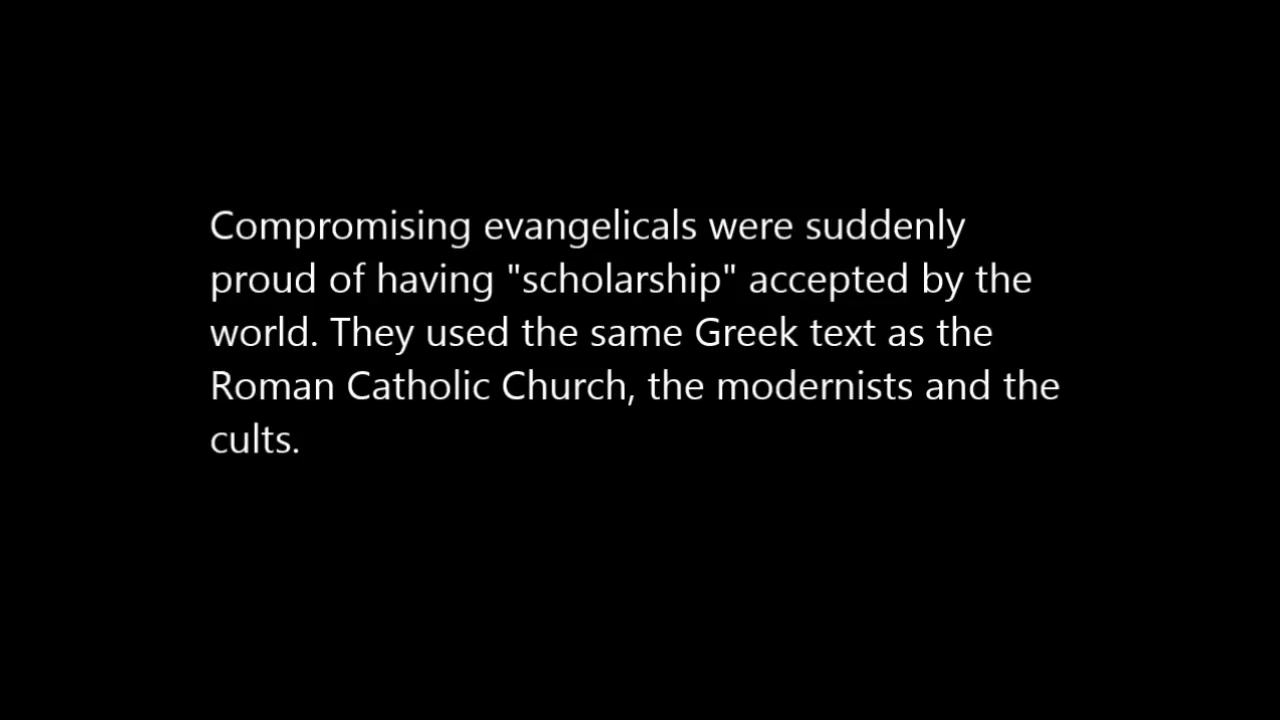 Compromising evangelicals were suddenly
proud of having "scholarship" accepted by the
world. They used the same Greek text as the
Roman Catholic Church, the modernists and the
cults.